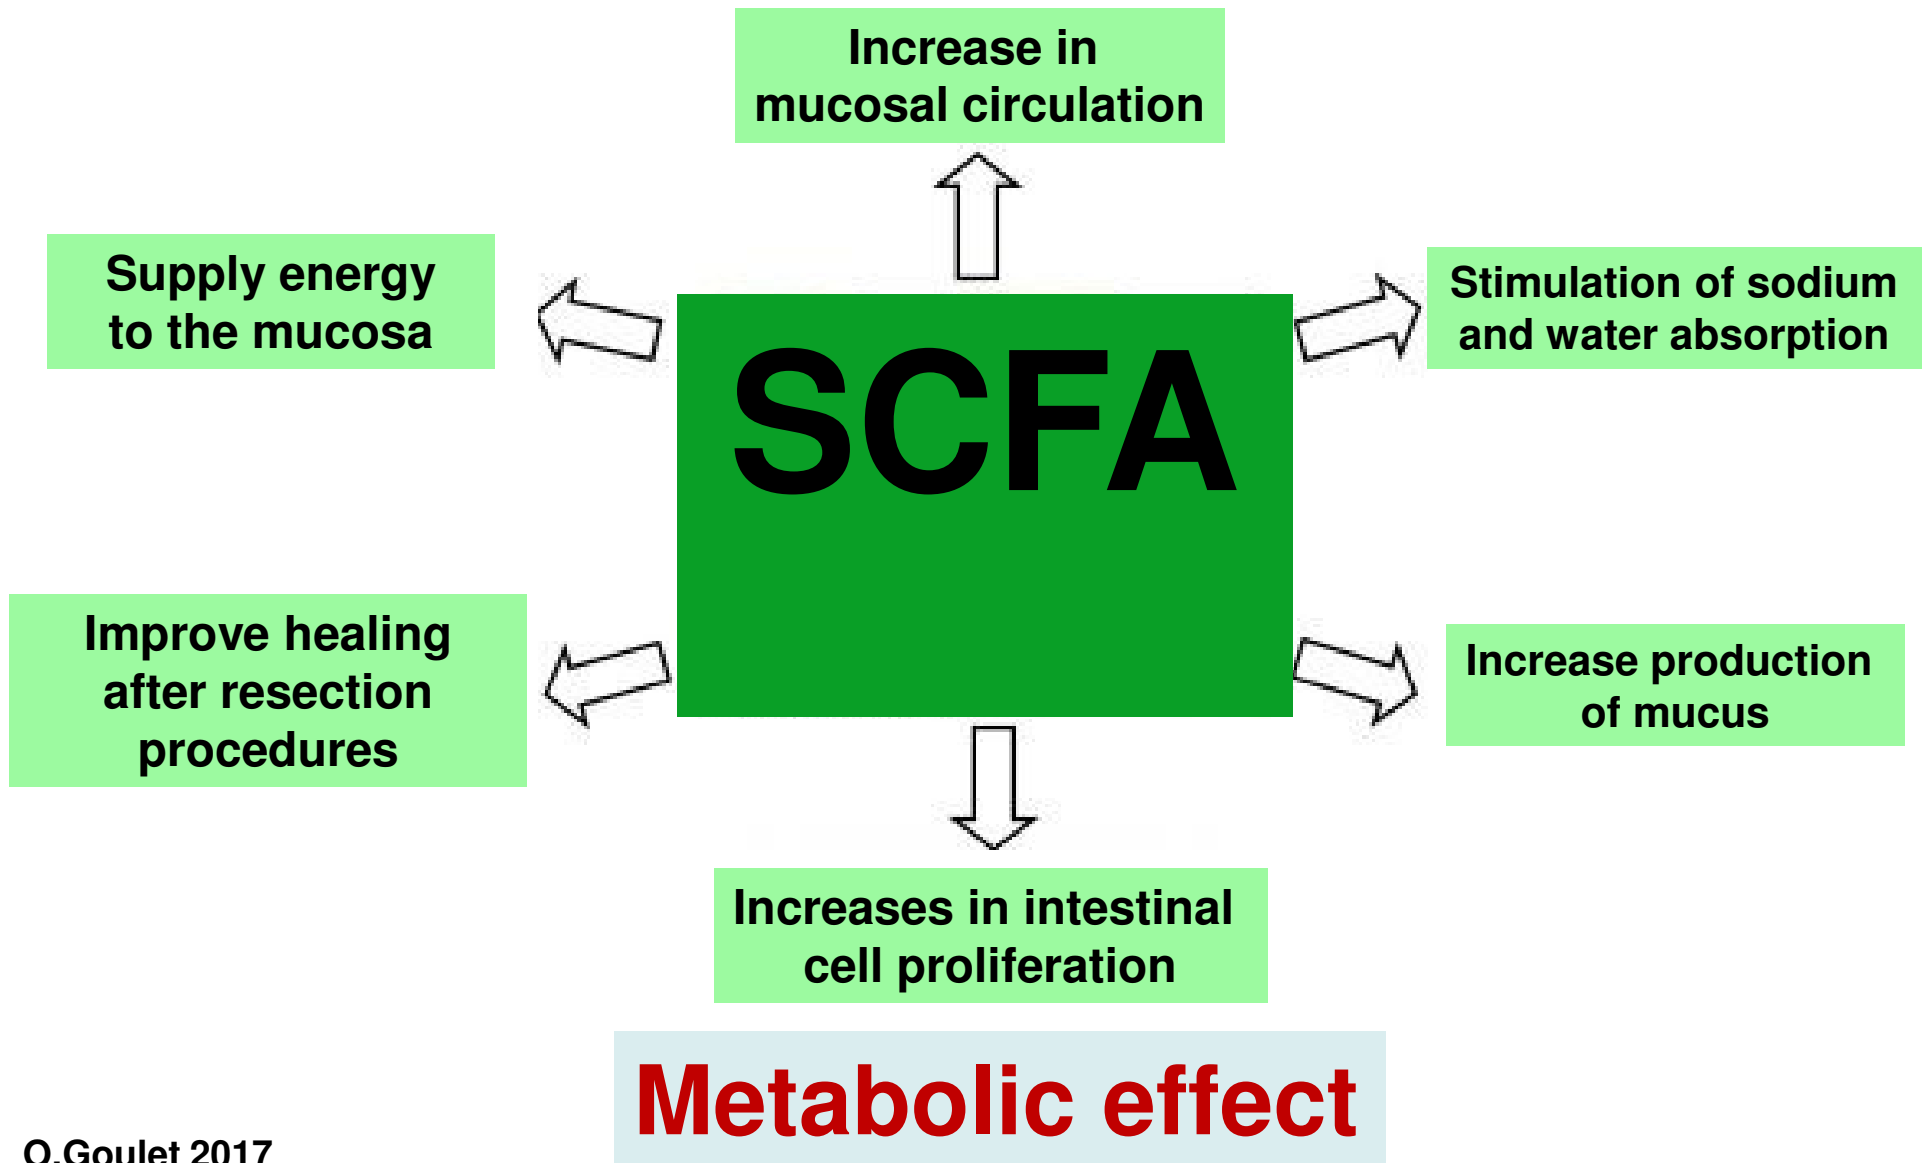 Increase in
mucosal circulation
Supply energy
to the mucosa
Stimulation of sodium
and water absorption
SCFA
Improve healing
after resection
procedures
Increase production
of mucus
Increases in intestinal
cell proliferation
Metabolic effect
O.Goulet 2017